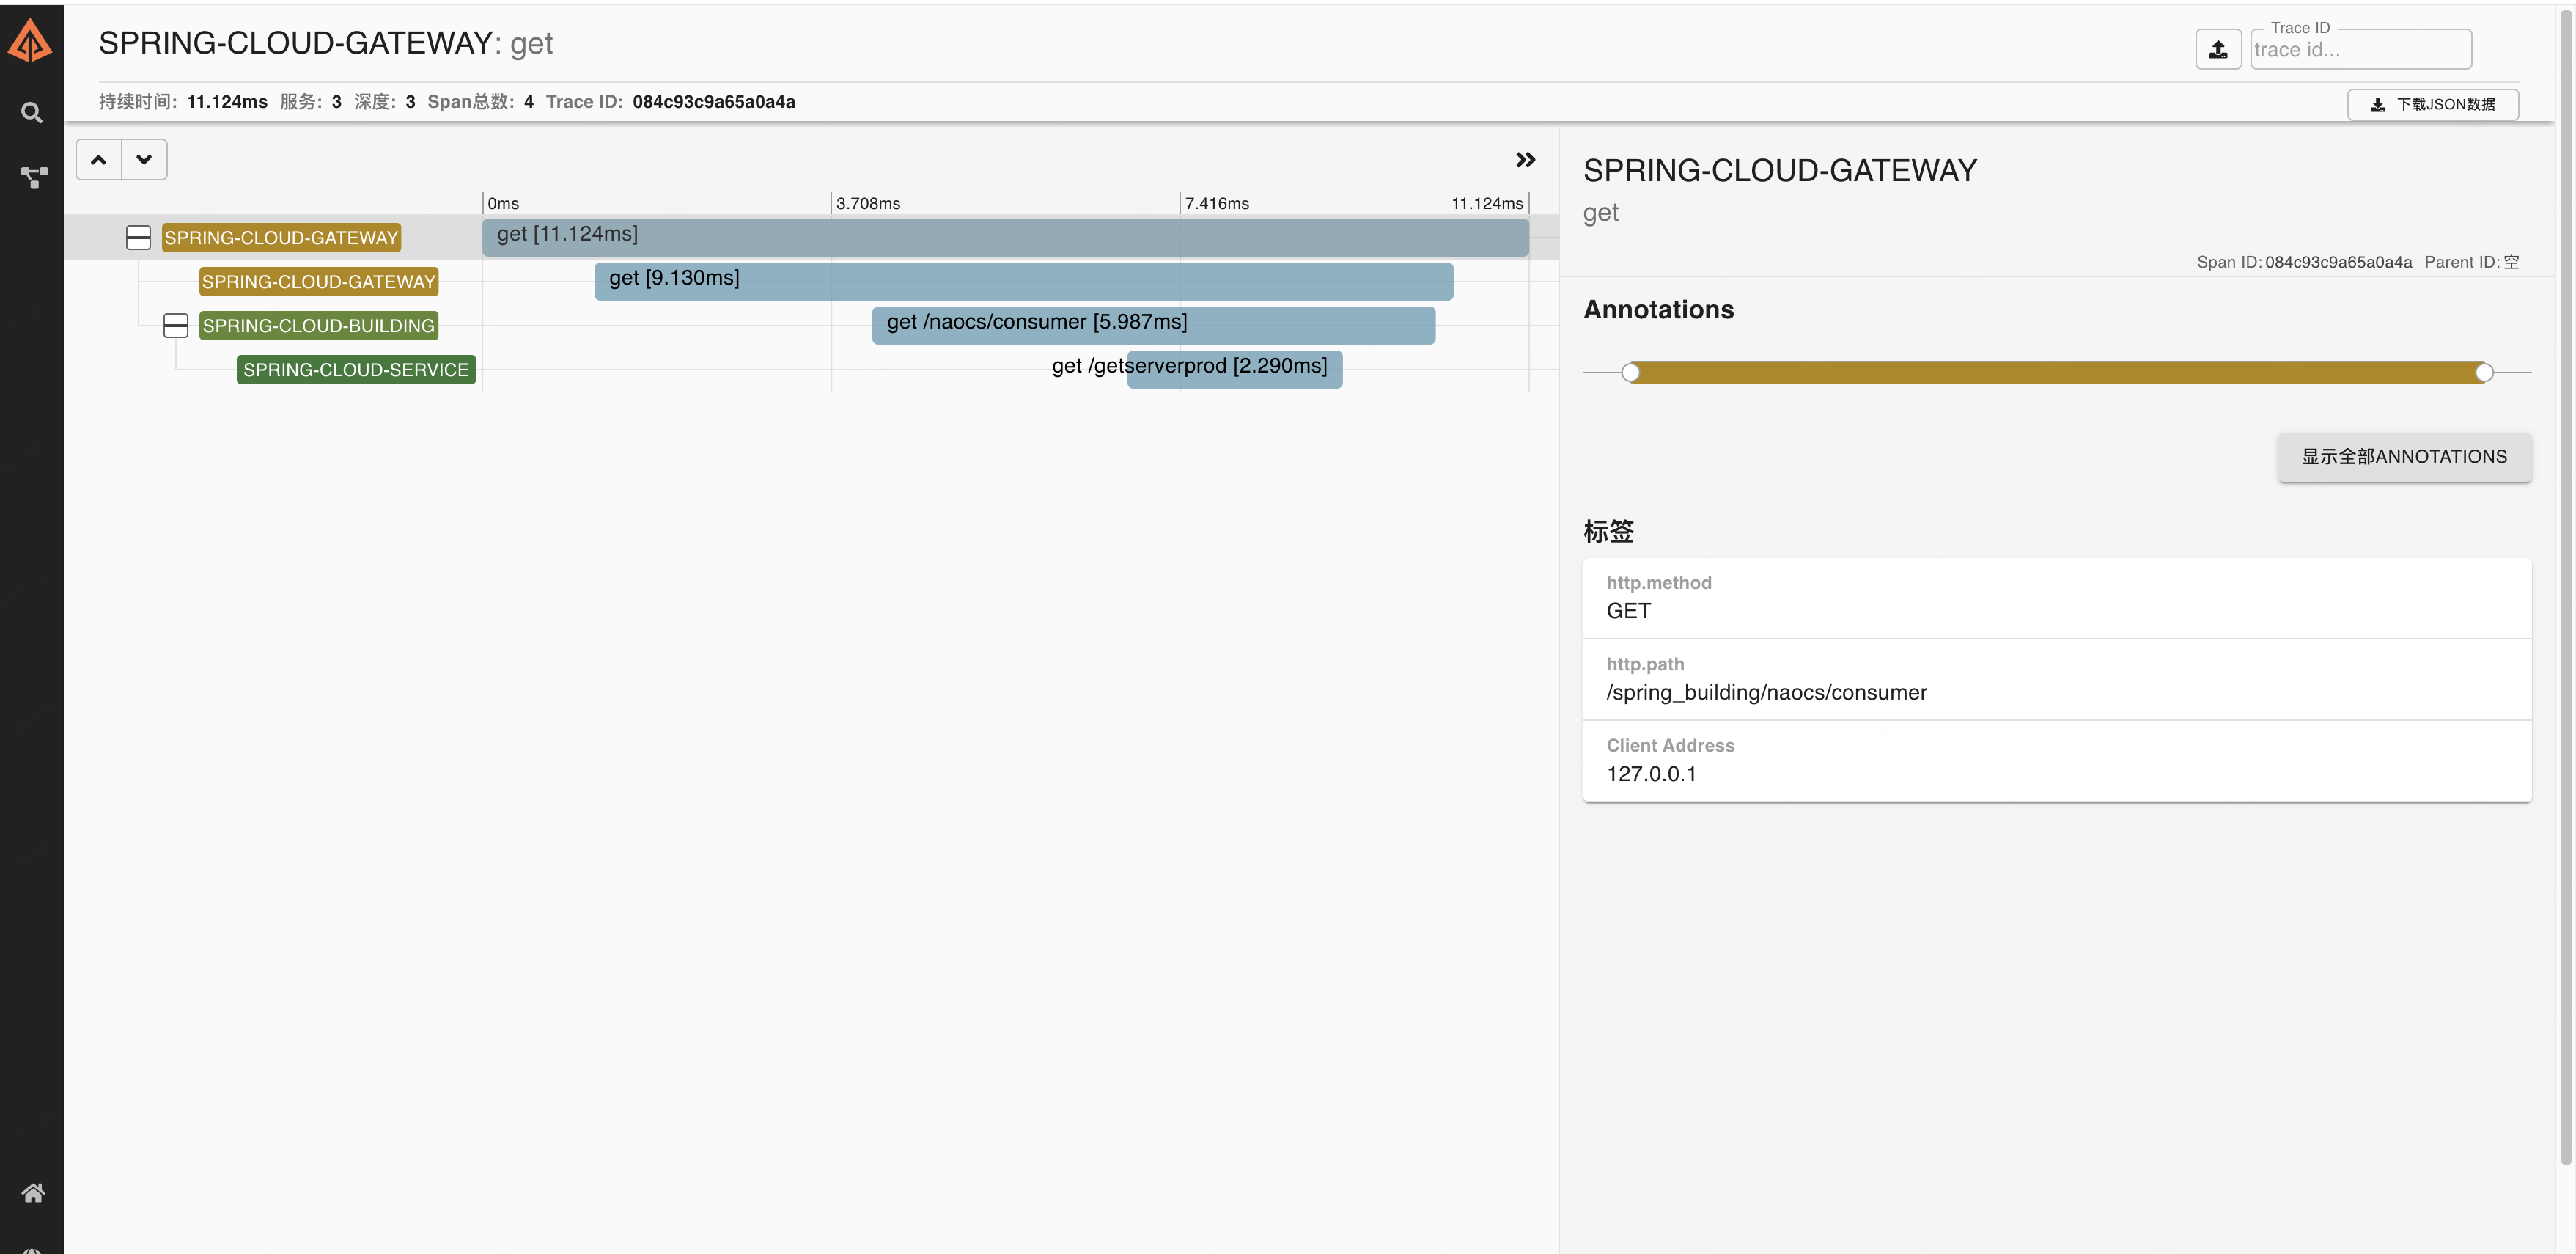 SPRING-CLOUD-GATEWAY: get
Trace ID
trace id...
持续时间: 11.124ms 服务: 3 深度: 3 Span总数: 4 Trace ID: 084c93c9a65a0a4a
下载JSON数据
0ms 3.708ms 7.416ms 11.124ms
SPRING-CLOUD-GATEWAY get [11.124ms]
SPRING-CLOUD-GATEWAY get [9.130ms]
SPRING-CLOUD-BUILDING get /naocs/consumer [5.987ms]
SPRING-CLOUD-SERVICE get /getserverprod [2.290ms]
SPRING-CLOUD-GATEWAY
get
Span ID: 084c93c9a65a0a4a Parent ID: 空
Annotations
显示全部ANNOTATIONS
标签
http.method
GET
http.path
/spring_building/naocs/consumer
Client Address
127.0.0.1